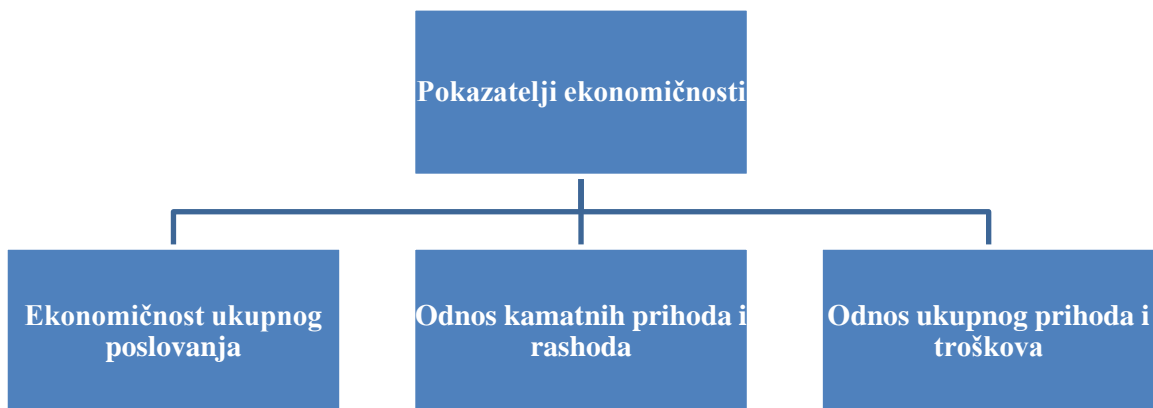 Pokazatelji ekonomičnosti
Ekonomičnost ukupnog
poslovanja
Odnos kamatnih prihoda i
rashoda
Odnos ukupnog prihoda i
troškova